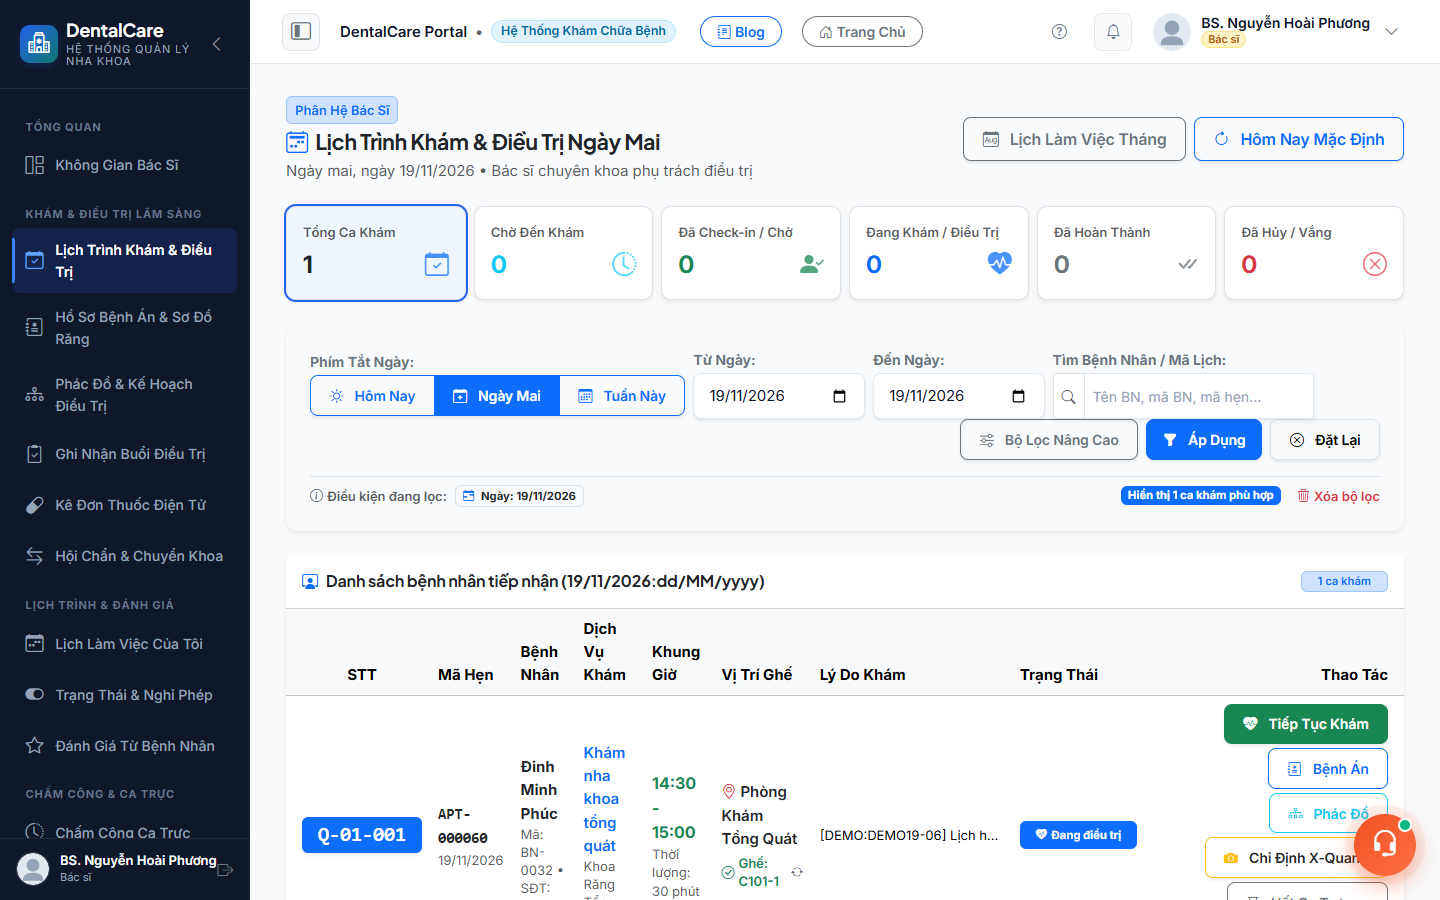 DentalCare
HỆ THỐNG QUẢN LÝ
NHA KHOA
TỔNG QUAN
Không Gian Bác Sĩ
KHÁM & ĐIỀU TRỊ LÂM SÀNG
Lịch Trình Khám & Điều
Trị
Hồ Sơ Bệnh Án & Sơ Đồ
Răng
Phác Đồ & Kế Hoạch
Điều Trị
Ghi Nhận Buổi Điều Trị
Kê Đơn Thuốc Điện Tử
Hội Chẩn & Chuyển Khoa
LỊCH TRÌNH & ĐÁNH GIÁ
Lịch Làm Việc Của Tôi
Trạng Thái & Nghỉ Phép
Đánh Giá Từ Bệnh Nhân
CHẤM CÔNG & CA TRỰC
Chấm Công Ca Trực
BS. Nguyễn Hoài Phương
Bác sĩ
DentalCare Portal • Hệ Thống Khám Chữa Bệnh
Blog
Trang Chủ
BS. Nguyễn Hoài Phương
Bác sĩ
Phân Hệ Bác Sĩ
Lịch Trình Khám & Điều Trị Ngày Mai
Ngày mai, ngày 19/11/2026 • Bác sĩ chuyên khoa phụ trách điều trị
Lịch Làm Việc Tháng
Hôm Nay Mặc Định
Tổng Ca Khám
1
Chờ Đến Khám
0
Đã Check-in / Chờ
0
Đang Khám / Điều Trị
0
Đã Hoàn Thành
0
Đã Hủy / Vắng
0
Phím Tắt Ngày:
Hôm Nay
Ngày Mai
Tuần Này
Từ Ngày:
19/11/2026
Đến Ngày:
19/11/2026
Tìm Bệnh Nhân / Mã Lịch:
Tên BN, mã BN, mã hẹn...
Bộ Lọc Nâng Cao
Áp Dụng
Đặt Lại
Điều kiện đang lọc:
Ngày: 19/11/2026
Hiển thị 1 ca khám phù hợp
Xóa bộ lọc
Danh sách bệnh nhân tiếp nhận (19/11/2026:dd/MM/yyyy)
1 ca khám
STT
Mã Hẹn
Bệnh
Nhân
Dịch
Vụ
Khám
Khung
Giờ
Vị Trí Ghế
Lý Do Khám
Trạng Thái
Thao Tác
Q-01-001
APT-
000060
19/11/2026
Đinh
Minh
Phúc
Mã:
BN-
0032 •
SĐT:
Khám
nha
khoa
tổng
quát
Khoa
Răng
14:30
-
15:00
Thời
lượng:
30 phút
Phòng
Khám
Tổng Quát
Ghế:
C101-1
[DEMO:DEMO19-06] Lịch h...
Đang điều trị
Tiếp Tục Khám
Bệnh Án
Phác Đồ
Chỉ Định X-Quan